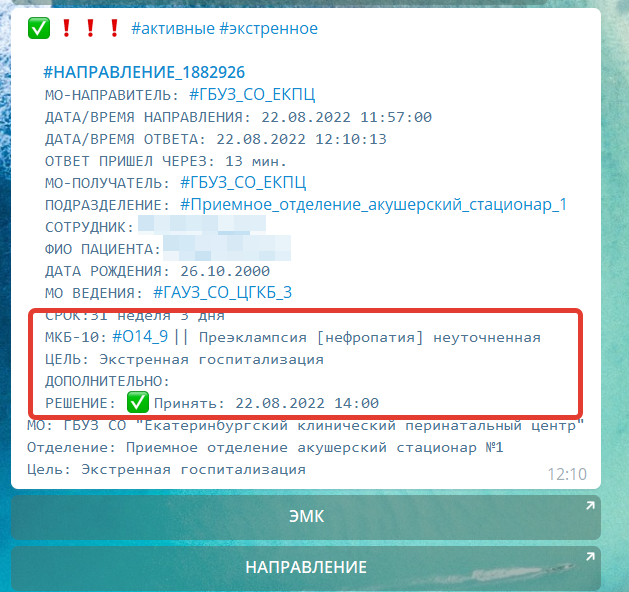 ✅❗❗❗ #активные #экстренное
#НАПРАВЛЕНИЕ_1882926
МО-НАПРАВИТЕЛЬ: #ГБУЗ_СО_ЕКПЦ
ДАТА/ВРЕМЯ НАПРАВЛЕНИЯ: 22.08.2022 11:57:00
ДАТА/ВРЕМЯ ОТВЕТА: 22.08.2022 12:10:13
ОТВЕТ ПРИШЕЛ ЧЕРЕЗ: 13 мин.
МО-ПОЛУЧАТЕЛЬ: #ГБУЗ_СО_ЕКПЦ
ПОДРАЗДЕЛЕНИЕ: #Приемное_отделение_акушерский_стационар_1
СОТРУДНИК:
ФИО ПАЦИЕНТА:
ДАТА РОЖДЕНИЯ: 26.10.2000
МО ВЕДЕНИЯ: #ГАУЗ_СО_ЦГКБ_3
СРОК:31 неделя 3 дня
МКБ-10: #O14_9 || Преэклампсия [нефропатия] неуточненная
ЦЕЛЬ: Экстренная госпитализация
ДОПОЛНИТЕЛЬНО:
РЕШЕНИЕ: ✅ Принять: 22.08.2022 14:00
МО: ГБУЗ СО "Екатеринбургский клинический перинатальный центр"
Отделение: Приемное отделение акушерский стационар №1
Цель: Экстренная госпитализация
12:10
ЭМК
НАПРАВЛЕНИЕ